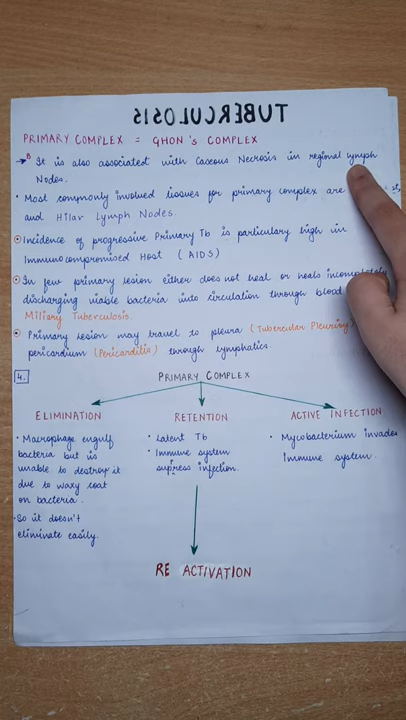 TUBERCULOSIS
PRIMARY COMPLEX = GHON's COMPLEX
It is also associated with Caseous Necrosis in regional lymph
Nodes.
• Most commonly involved tissues for primary complex are
and Hilar Lymph Nodes.
Incidence of progressive Primary Tb is particulary high in
Immunocompromised Host (AIDS)
In few primary lesion either does not heal or heals incompletely
discharging viable bacteria into circulation through blood
Miliary Tuberculosis.
Primary lesion may travel to pleura (Tubercular Pleurisy)
pericardium (Pericarditis) through lymphatics.
4.
PRIMARY COMPLEX
ELIMINATION RETENTION ACTIVE INFECTION
• Macrophage engulf
bacteria but is
unable to destroy it
due to waxy coat
on bacteria.
• So it doesn't
eliminate easily.
• Latent Tb
• Immune system
supress infection.
• Mycobacterium invades
Immune system.
RE ACTIVATION